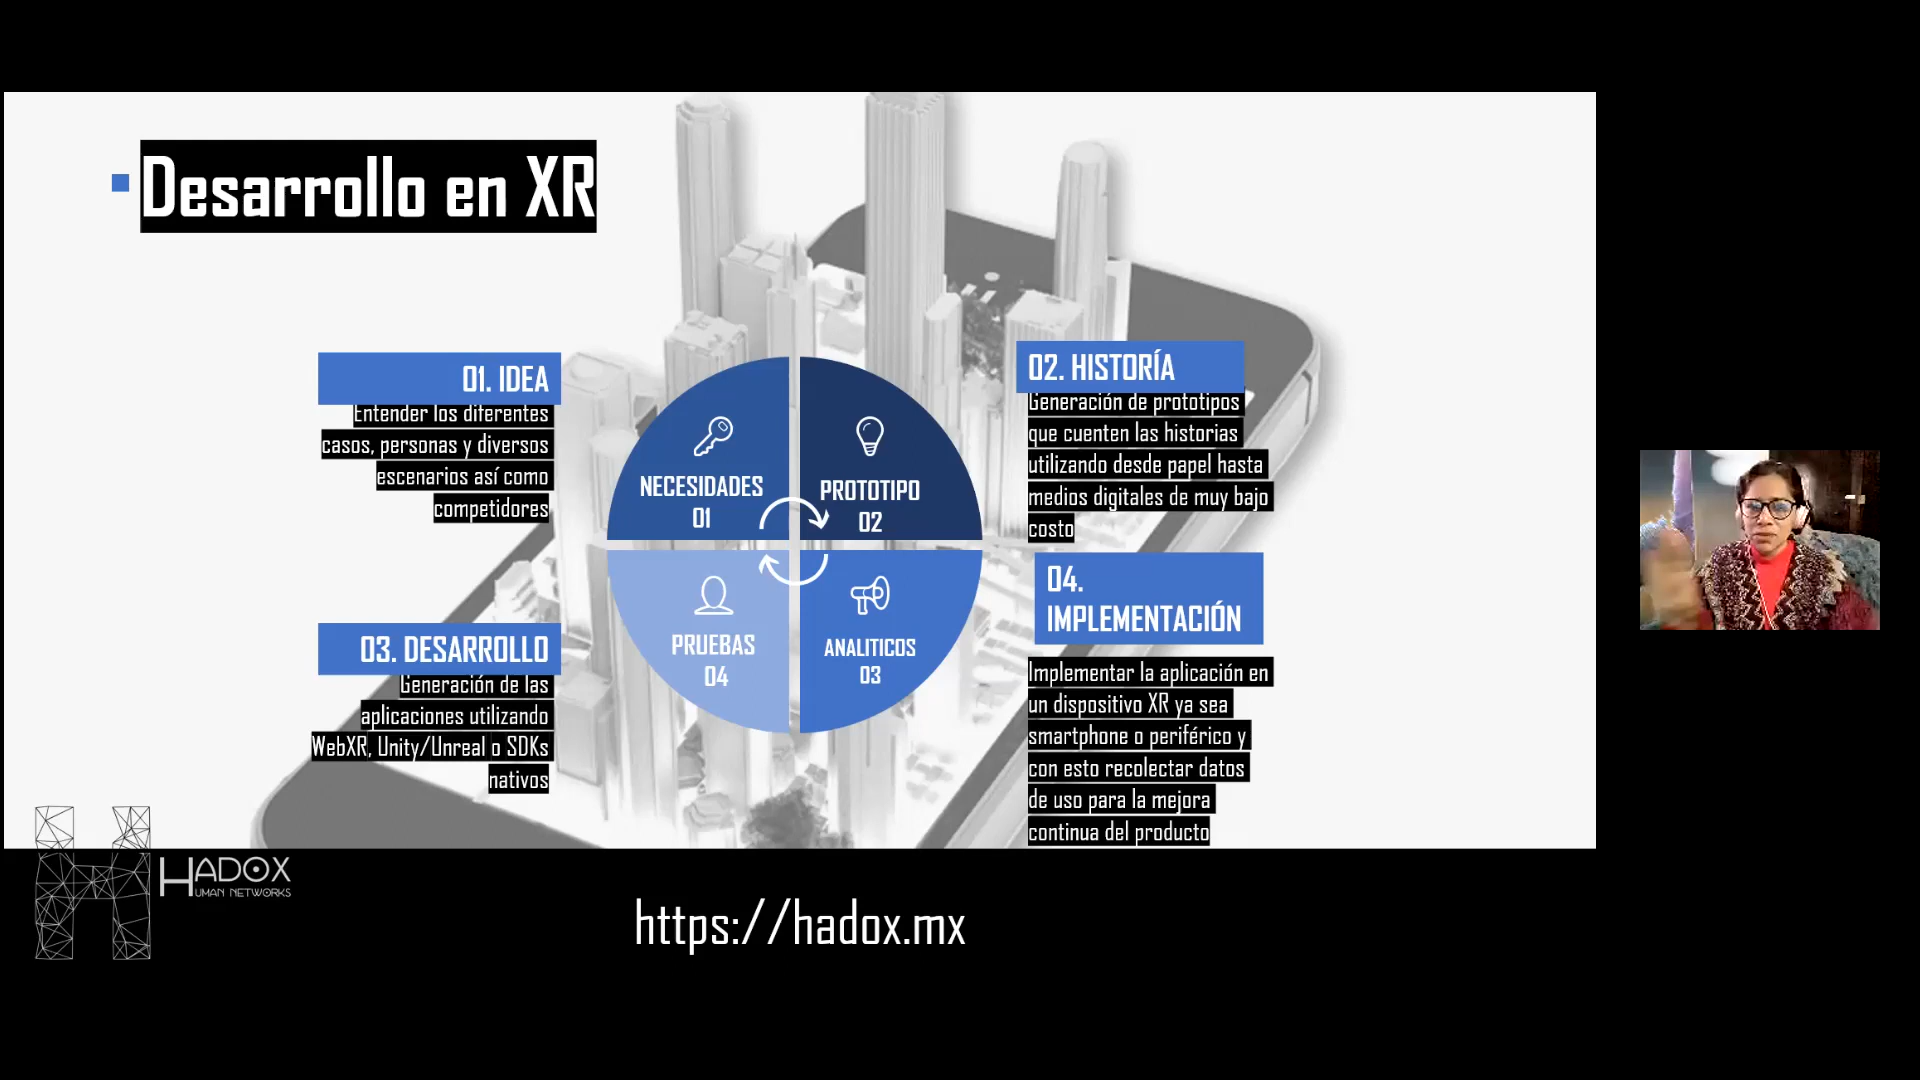 Desarrollo en XR
01. IDEA
Entender los diferentes
casos, personas y diversos
escenarios así como
competidores
02. HISTORÍA
Generación de prototipos
que cuenten las historias
utilizando desde papel hasta
medios digitales de muy bajo
costo
NECESIDADES
01
PROTOTIPO
02
PRUEBAS
04
ANALITICOS
03
03. DESARROLLO
Generación de las
aplicaciones utilizando
WebXR, Unity/Unreal o SDKs
nativos
04.
IMPLEMENTACIÓN
Implementar la aplicación en
un dispositivo XR ya sea
smartphone o periférico y
con esto recolectar datos
de uso para la mejora
continua del producto
HADOX
UMAN NETWORKS
https://hadox.mx